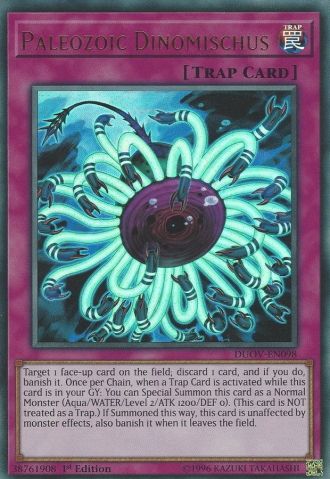 PALEOZOIC DINOMISCHUS
TRAP
罠
[TRAP CARD]
DUOV-EN098
Target 1 face-up card on the field; discard 1 card, and if you do,
banish it. Once per Chain, when a Trap Card is activated while this
card is in your GY: You can Special Summon this card as a Normal
Monster (Aqua/WATER/Level 2/ATK 1200/DEF 0). (This card is NOT
treated as a Trap.) If Summoned this way, this card is unaffected by
monster effects, also banish it when it leaves the field.
38761908 1st Edition ©1996 KAZUKI TAKAHASHI